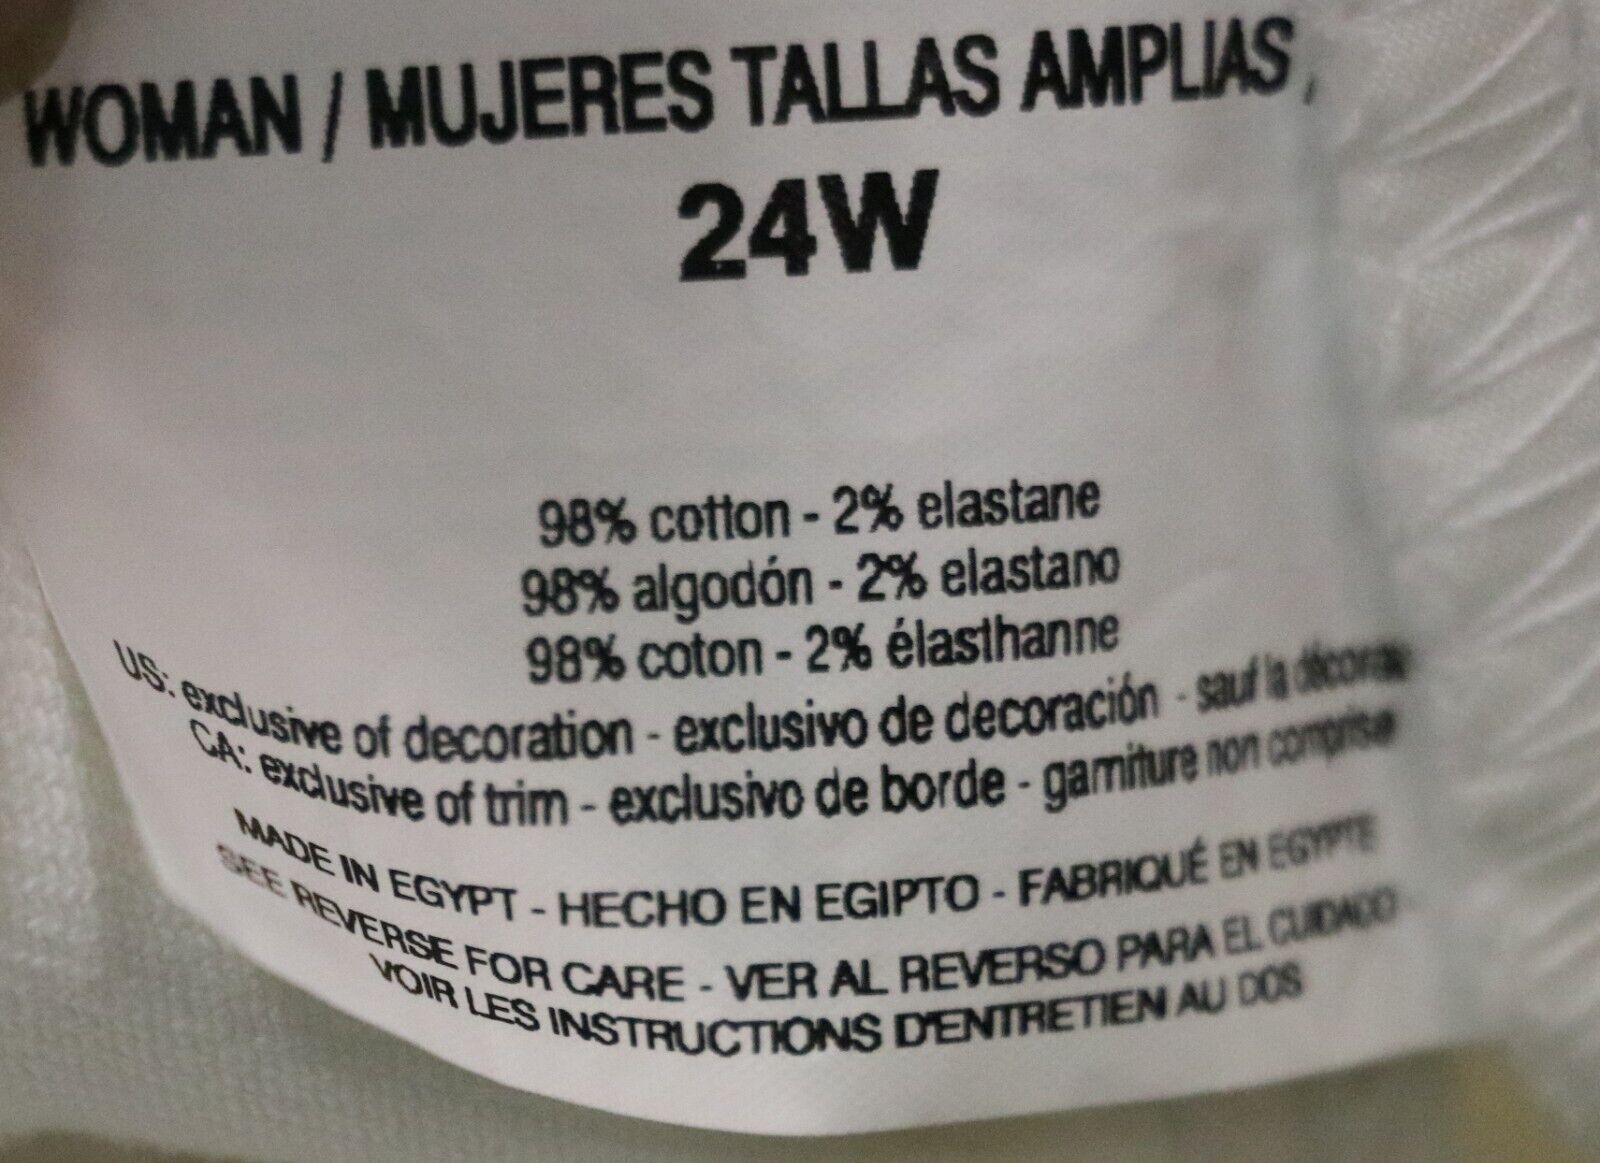 WOMAN / MUJERES TALLAS AMPLIAS
24W
98% cotton - 2% elastane
98% algodón - 2% elastano
98% coton - 2% élasthanne
US: exclusive of decoration - exclusivo de decoración - sauf la
CA: exclusive of trim - exclusivo de borde - garniture non comprise
MADE IN EGYPT - HECHO EN EGIPTO - FABRIQUÉ EN EGYPTE
SEE REVERSE FOR CARE - VER AL REVERSO PARA EL CUIDADO
VOIR LES INSTRUCTIONS D'ENTRETIEN AU DOS